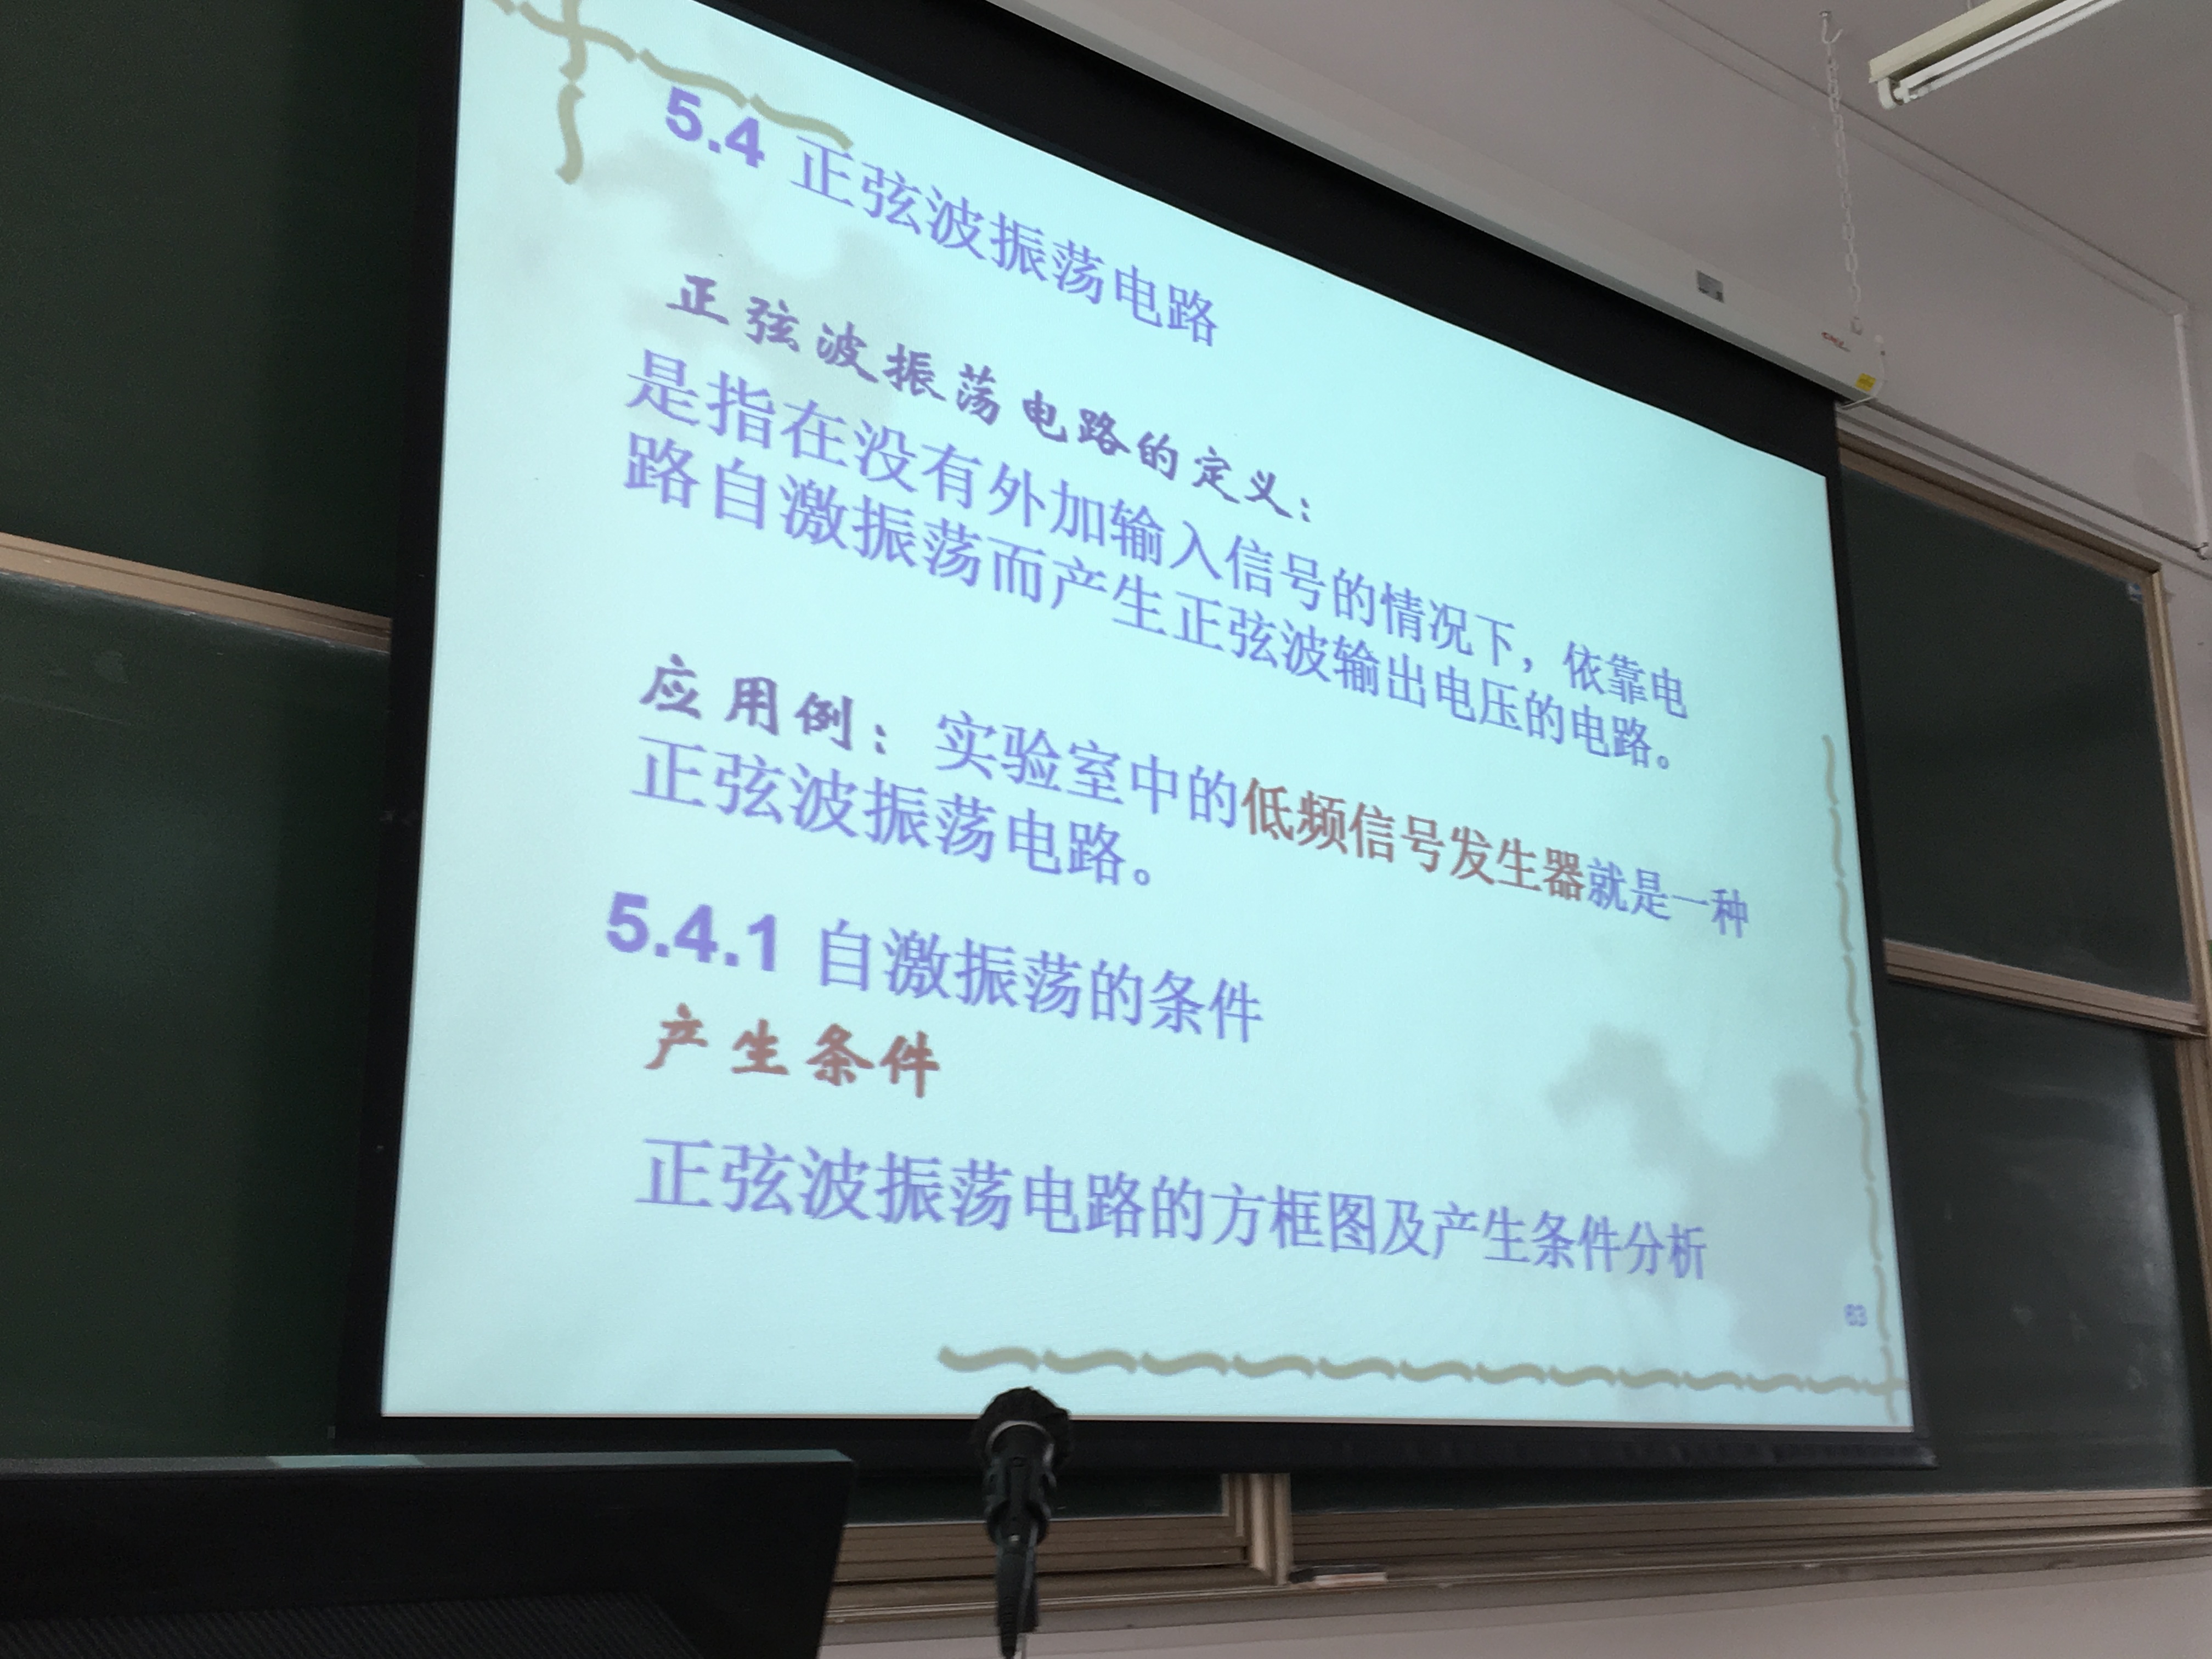 5.4 正弦波振荡电路
正弦波振荡电路的定义：
是指在没有外加输入信号的情况下，依靠电
路自激振荡而产生正弦波输出电压的电路。
应用例：实验室中的低频信号发生器就是一种
正弦波振荡电路。
5.4.1 自激振荡的条件
产生条件
正弦波振荡电路的方框图及产生条件分析
63